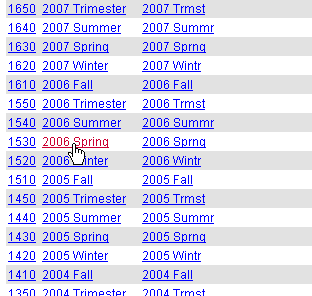 1650 2007 Trimester 2007 Trmst
1640 2007 Summer 2007 Summr
1630 2007 Spring 2007 Sprng
1620 2007 Winter 2007 Wintr
1610 2006 Fall 2006 Fall
1550 2006 Trimester 2006 Trmst
1540 2006 Summer 2006 Summr
1530 2006 Spring 2006 Sprng
1520 2006 Winter 2006 Wintr
1510 2005 Fall 2005 Fall
1450 2005 Trimester 2005 Trmst
1440 2005 Summer 2005 Summr
1430 2005 Spring 2005 Sprng
1420 2005 Winter 2005 Wintr
1410 2004 Fall 2004 Fall
1350 2004 Trimester 2004 Trmst